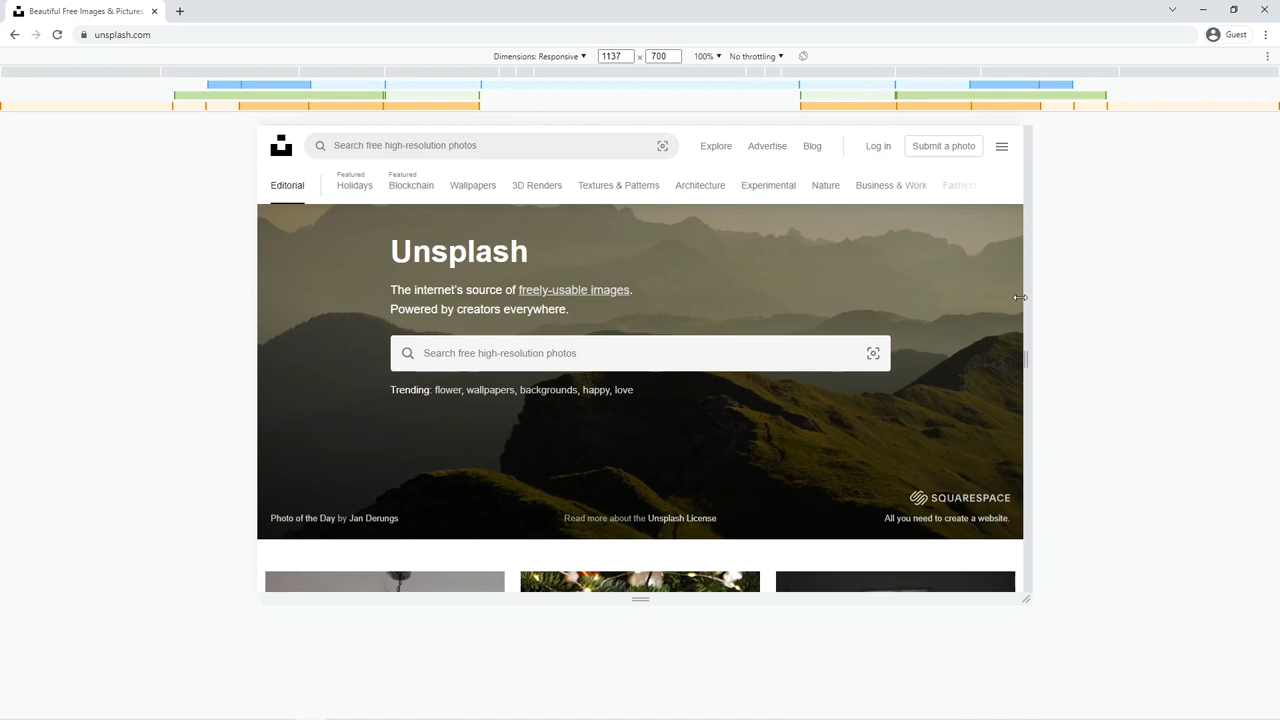 Beautiful Free Images & Pictures
unsplash.com
Guest
Dimensions: Responsive 1137 × 700 100% No throttling
Search free high-resolution photos
Explore Advertise Blog Log in Submit a photo
Featured Featured
Editorial Holidays Blockchain Wallpapers 3D Renders Textures & Patterns Architecture Experimental Nature Business & Work Fashion
Unsplash
The internet's source of freely-usable images.
Powered by creators everywhere.
Search free high-resolution photos
Trending: flower, wallpapers, backgrounds, happy, love
SQUARESPACE
Photo of the Day by Jan Derungs Read more about the Unsplash License All you need to create a website.